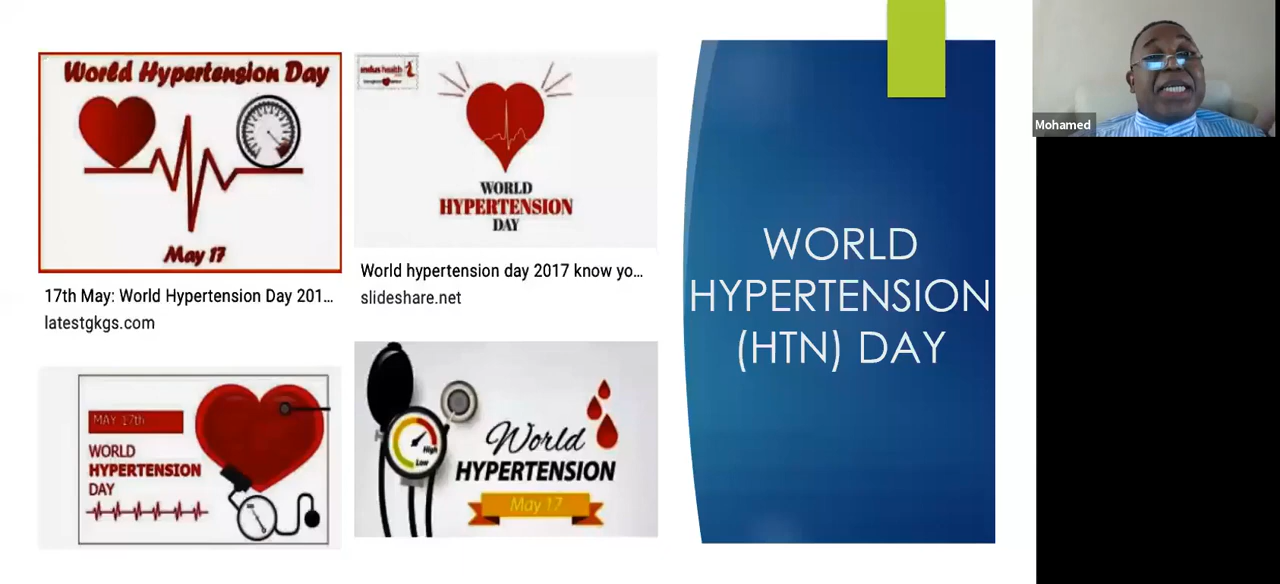 World Hypertension Day
May 17
17th May: World Hypertension Day 201...
latestgkgs.com
indus health
WORLD
HYPERTENSION
DAY
World hypertension day 2017 know yo...
slideshare.net
MAY 17th
WORLD
HYPERTENSION
DAY
High
Low
World
HYPERTENSION
May 17
WORLD
HYPERTENSION
(HTN) DAY
Mohamed